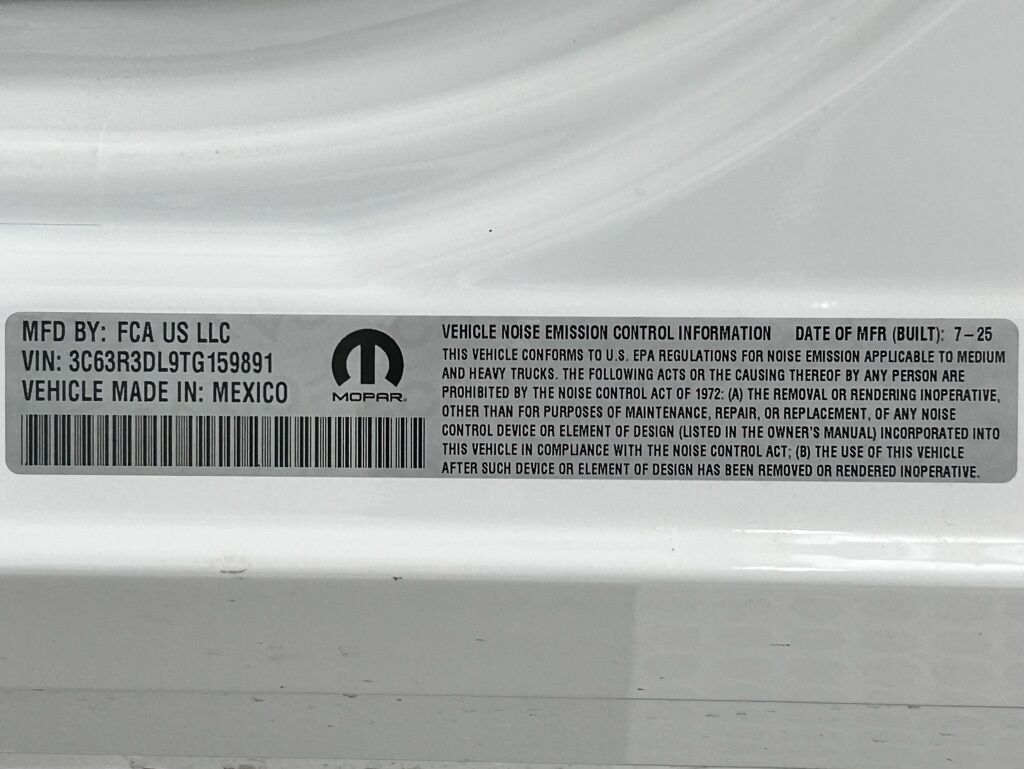 MFD BY: FCA US LLC
VIN: 3C63R3DL9TG159891
VEHICLE MADE IN: MEXICO
MOPAR®
VEHICLE NOISE EMISSION CONTROL INFORMATION DATE OF MFR (BUILT): 7-25
THIS VEHICLE CONFORMS TO U.S. EPA REGULATIONS FOR NOISE EMISSION APPLICABLE TO MEDIUM
AND HEAVY TRUCKS. THE FOLLOWING ACTS OR THE CAUSING THEREOF BY ANY PERSON ARE
PROHIBITED BY THE NOISE CONTROL ACT OF 1972: (A) THE REMOVAL OR RENDERING INOPERATIVE,
OTHER THAN FOR PURPOSES OF MAINTENANCE, REPAIR, OR REPLACEMENT, OF ANY NOISE
CONTROL DEVICE OR ELEMENT OF DESIGN (LISTED IN THE OWNER'S MANUAL) INCORPORATED INTO
THIS VEHICLE IN COMPLIANCE WITH THE NOISE CONTROL ACT; (B) THE USE OF THIS VEHICLE
AFTER SUCH DEVICE OR ELEMENT OF DESIGN HAS BEEN REMOVED OR RENDERED INOPERATIVE.